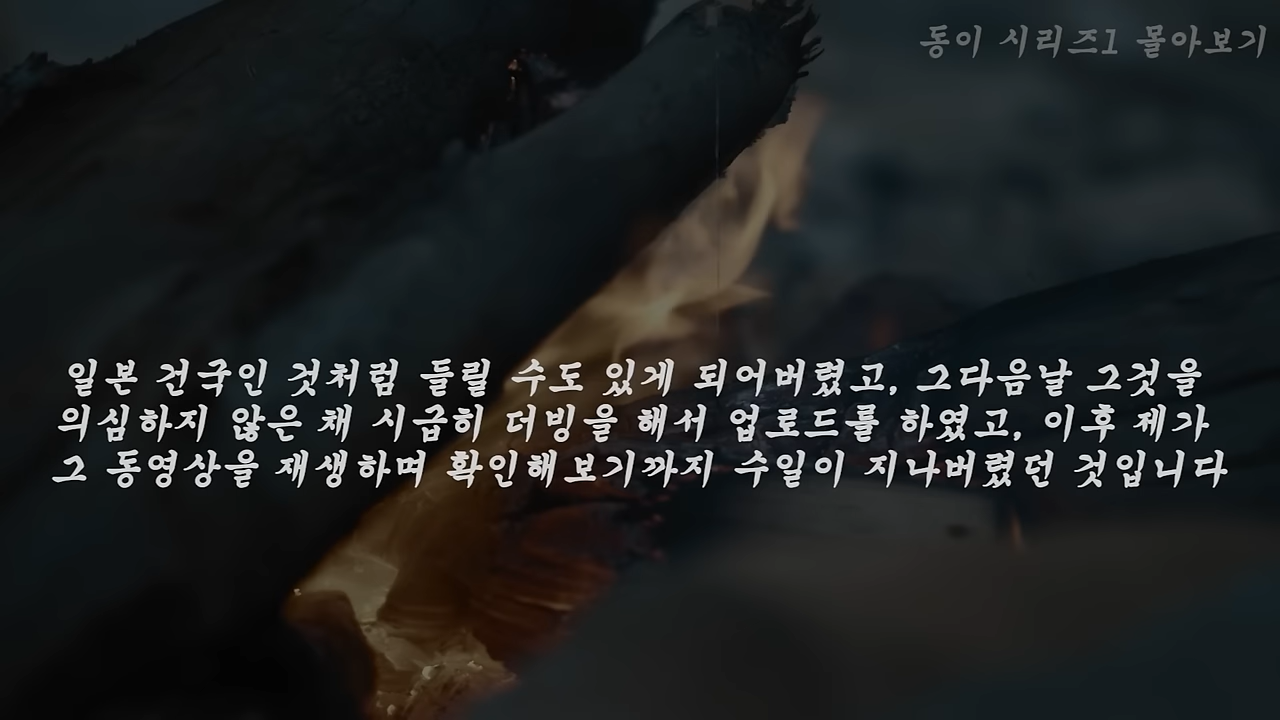 동이 시리즈1 몰아보기
일본 건국인 것처럼 들릴 수도 있게 되어버렸고, 그다음날 그것을
의심하지 않은 채 시급히 더빙을 해서 업로드를 하였고, 이후 제가
그 동영상을 재생하며 확인해보기까지 수일이 지나버렸던 것입니다